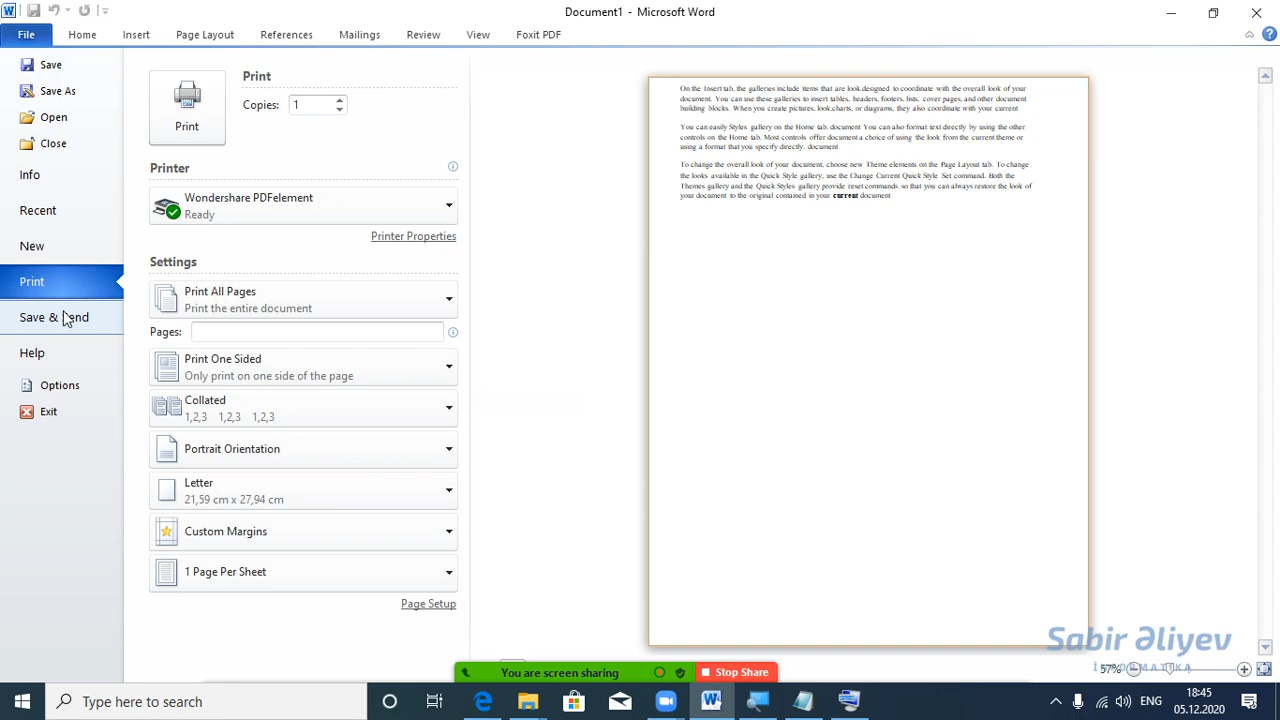 Document1 - Microsoft Word
File Home Insert Page Layout References Mailings Review View Foxit PDF
Save
Save As
Open
Close
Info
Recent
New
Print
Save &
Help
Options
Exit
Print
Print
Copies: 1
Printer
Wondershare PDFelement
Ready
Printer Properties
Settings
Print All Pages
Print the entire document
Pages:
Print One Sided
Only print on one side of the page
Collated
1,2,3 1,2,3 1,2,3
Portrait Orientation
Letter
21,59 cm x 27,94 cm
Custom Margins
1 Page Per Sheet
Page Setup
On the Insert tab, the galleries include items that are look.designed to coordinate with the overall look of your
document. You can use these galleries to insert tables, headers, footers, lists, cover pages, and other document
building blocks. When you create pictures, look.charts, or diagrams, they also coordinate with your current
You can easily Styles gallery on the Home tab. document You can also format text directly by using the other
controls on the Home tab. Most controls offer document a choice of using the look from the current theme or
using a format that you specify directly. document
To change the overall look of your document, choose new Theme elements on the Page Layout tab. To change
the looks available in the Quick Style gallery, use the Change Current Quick Style Set command. Both the
Themes gallery and the Quick Styles gallery provide reset commands so that you can always restore the look of
your document to the original contained in your current document
Sabir Əliyev
57%
You are screen sharing
Stop Share
Type here to search
ENG
18:45
05.12.2020